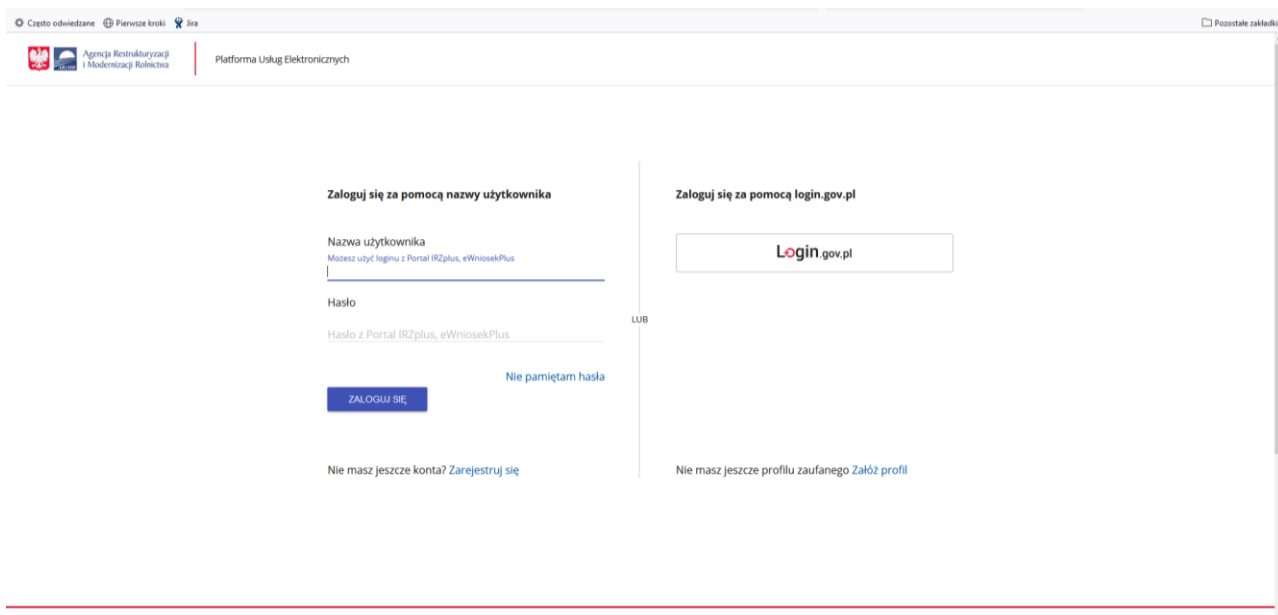 Często odwiedzane Pierwsze kroki Jira Pozostałe zakładki
Agencja Restrukturyzacji
i Modernizacji Rolnictwa
Platforma Usług Elektronicznych
Zaloguj się za pomocą nazwy użytkownika
Nazwa użytkownika
Możesz użyć loginu z Portal IRZplus, eWniosekPlus
Hasło
Hasło z Portal IRZplus, eWniosekPlus
Nie pamiętam hasła
ZALOGUJ SIĘ
Nie masz jeszcze konta? Zarejestruj się
LUB
Zaloguj się za pomocą login.gov.pl
Login.gov.pl
Nie masz jeszcze profilu zaufanego Załóż profil